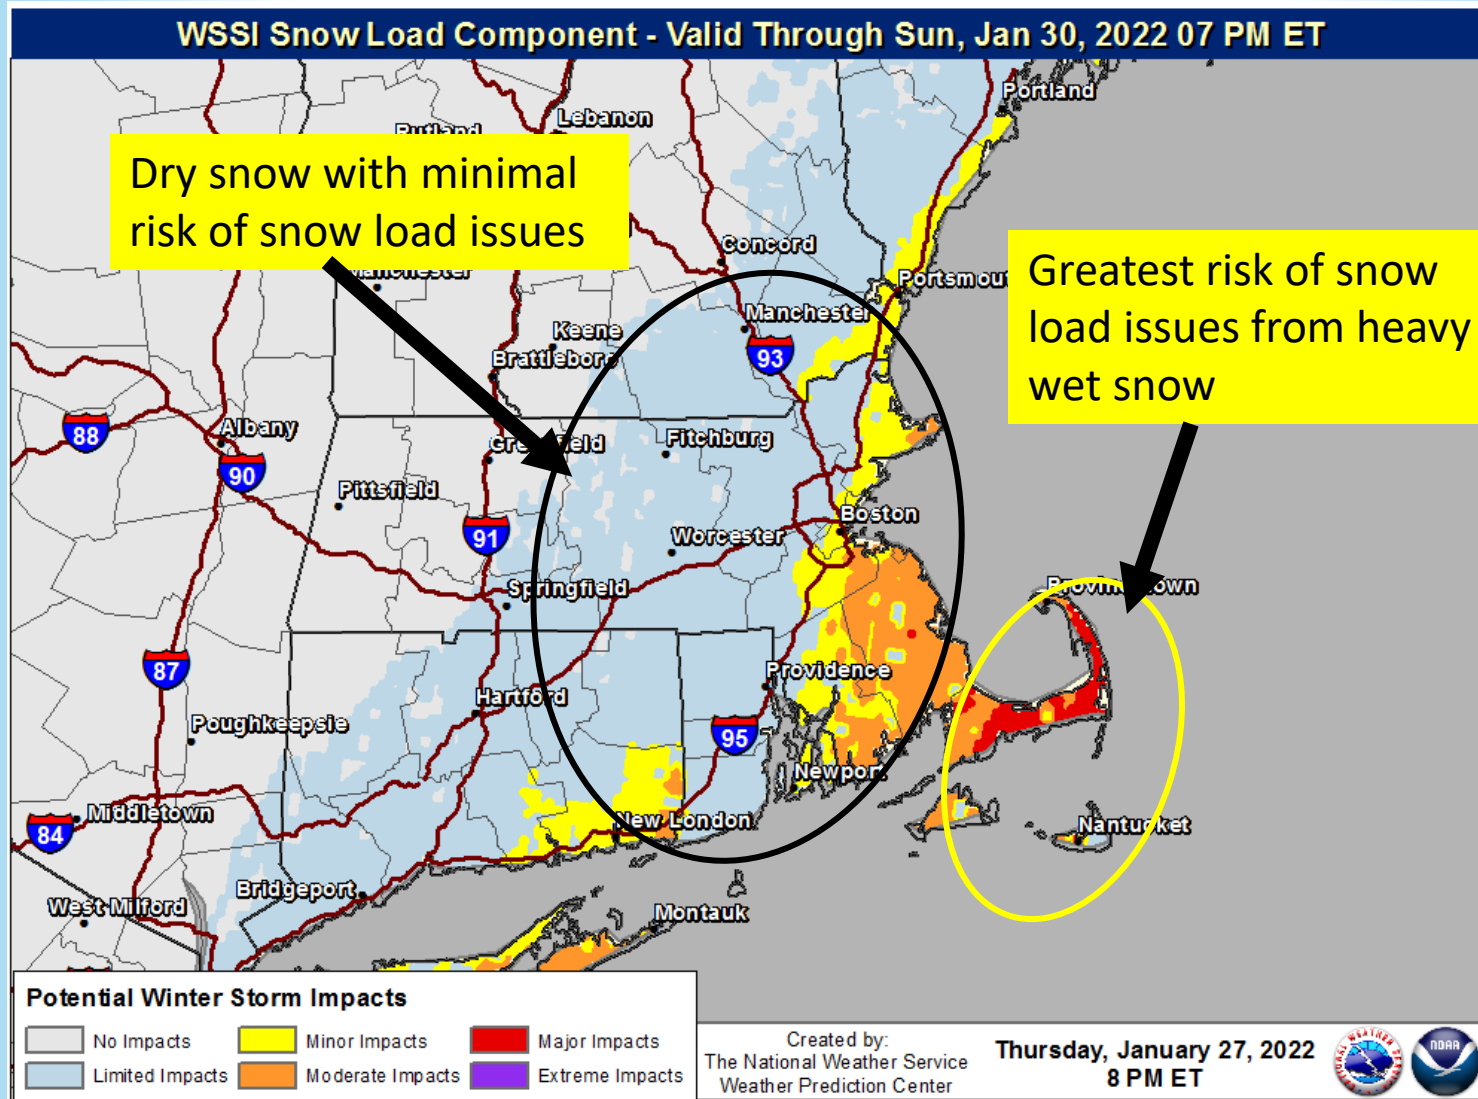 WSSI Snow Load Component - Valid Through Sun, Jan 30, 2022 07 PM ET
Portland
Lebanon
Rutland
Dry snow with minimal
risk of snow load issues
Concord
Manchester
Portsmou
Greatest risk of snow
load issues from heavy
wet snow
Manchester
Keene
Brattleboro
93
88
Albany
Greenfield
Fitchburg
90
Pittsfield
91
Boston
Worcester
Springfield
Provincetown
87
Providence
Hartford
Poughkeepsie
95
Newport
84
Middletown
New London
Nantucket
Bridgeport
West Milford
Montauk
Potential Winter Storm Impacts
No Impacts
Minor Impacts
Major Impacts
Limited Impacts
Moderate Impacts
Extreme Impacts
Created by:
The National Weather Service
Weather Prediction Center
Thursday, January 27, 2022
8 PM ET
NOAA